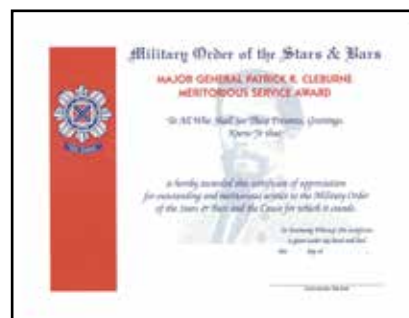 Military Order of the Stars & Bars
MAJOR GENERAL PATRICK R. CLEBURNE
MERITORIOUS SERVICE AWARD
To All Who Shall See These Presents, Greetings,
Know Ye that
is hereby awarded this certificate of appreciation
for outstanding and meritorious service to the Military Order
of the Stars & Bars and the Cause for which it stands.
In Testimony Whereof, this certificate
is given under my hand and seal
this day of